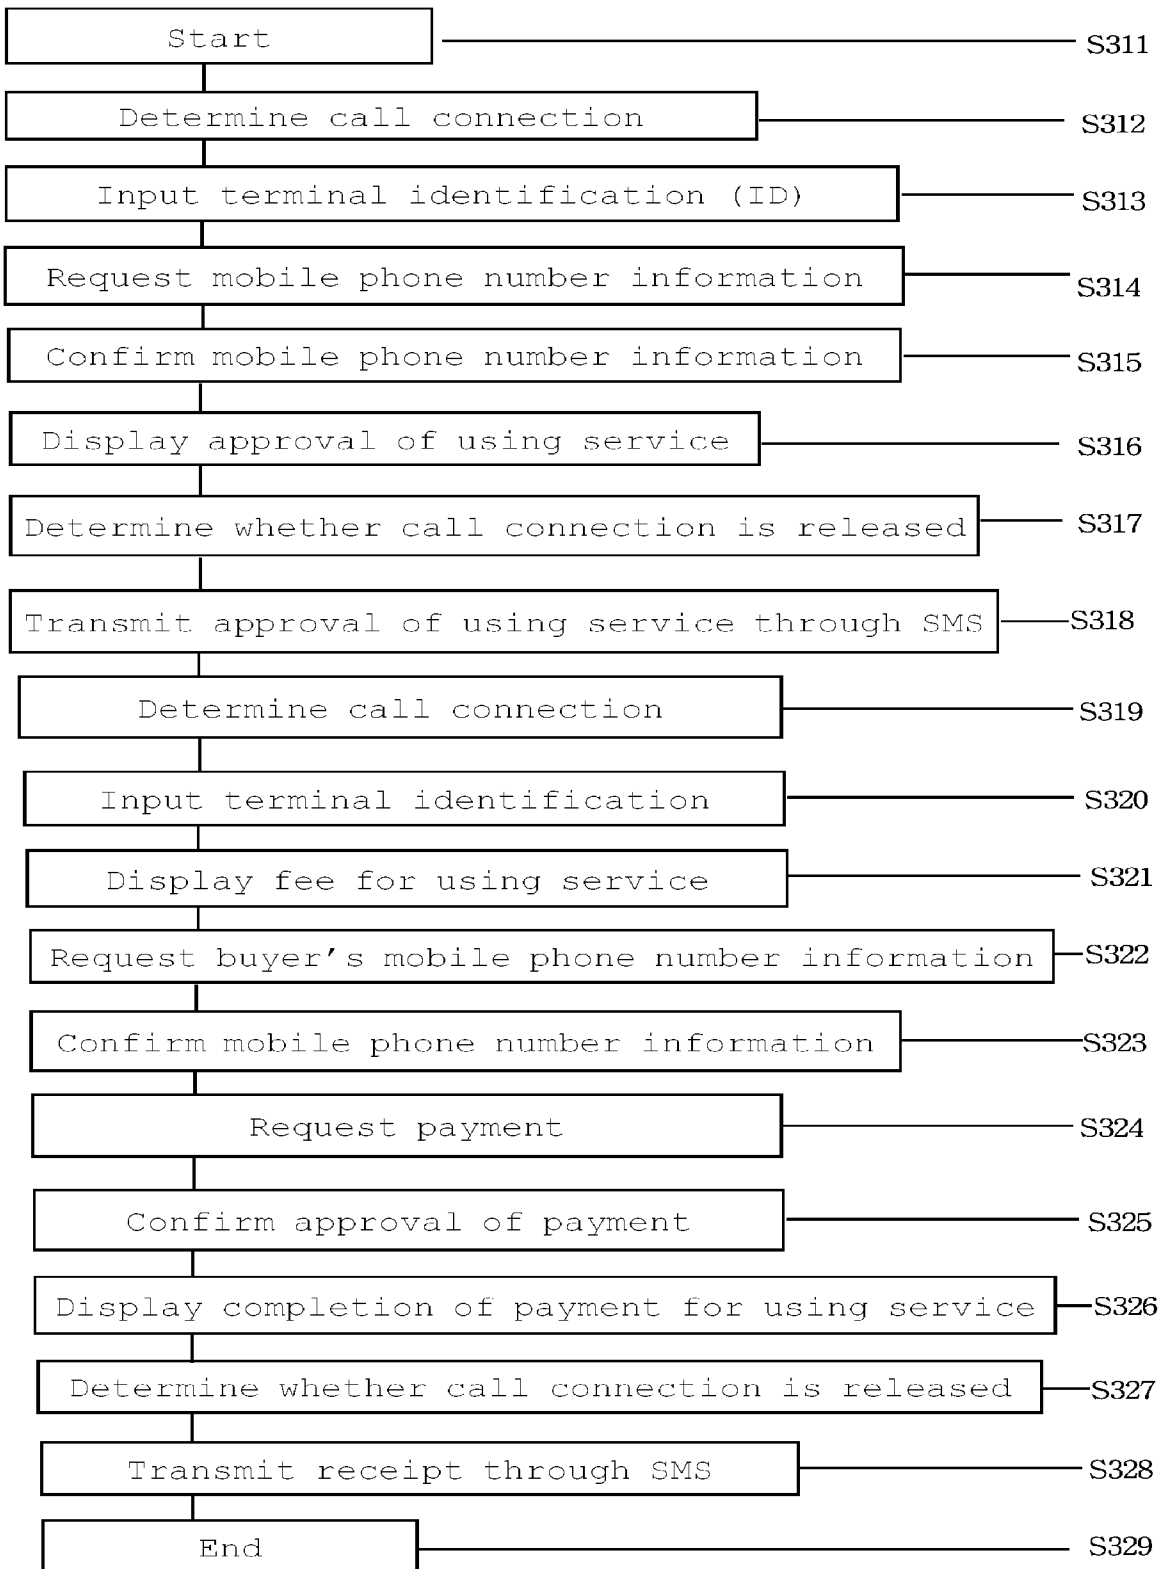 Start S311
Determine call connection S312
Input terminal identification (ID) S313
Request mobile phone number information S314
Confirm mobile phone number information S315
Display approval of using service S316
Determine whether call connection is released S317
Transmit approval of using service through SMS S318
Determine call connection S319
Input terminal identification S320
Display fee for using service S321
Request buyer's mobile phone number information S322
Confirm mobile phone number information S323
Request payment S324
Confirm approval of payment S325
Display completion of payment for using service S326
Determine whether call connection is released S327
Transmit receipt through SMS S328
End S329